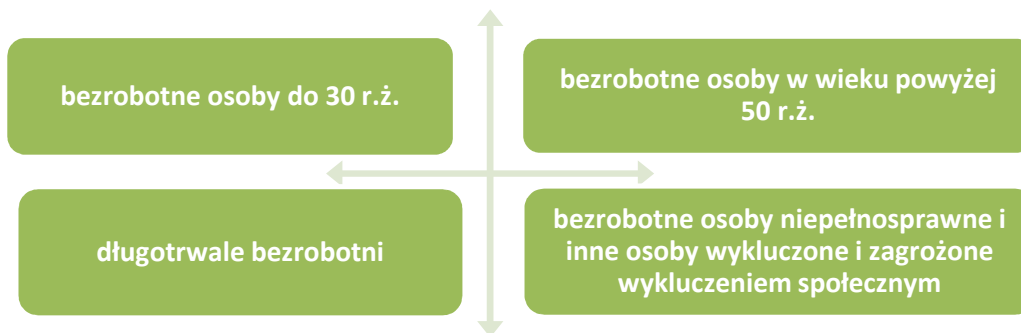 bezrobotne osoby do 30 r.ż.
bezrobotne osoby w wieku powyżej
50 r.ż.
długotrwale bezrobotni
bezrobotne osoby niepełnosprawne i
inne osoby wykluczone i zagrożone
wykluczeniem społecznym